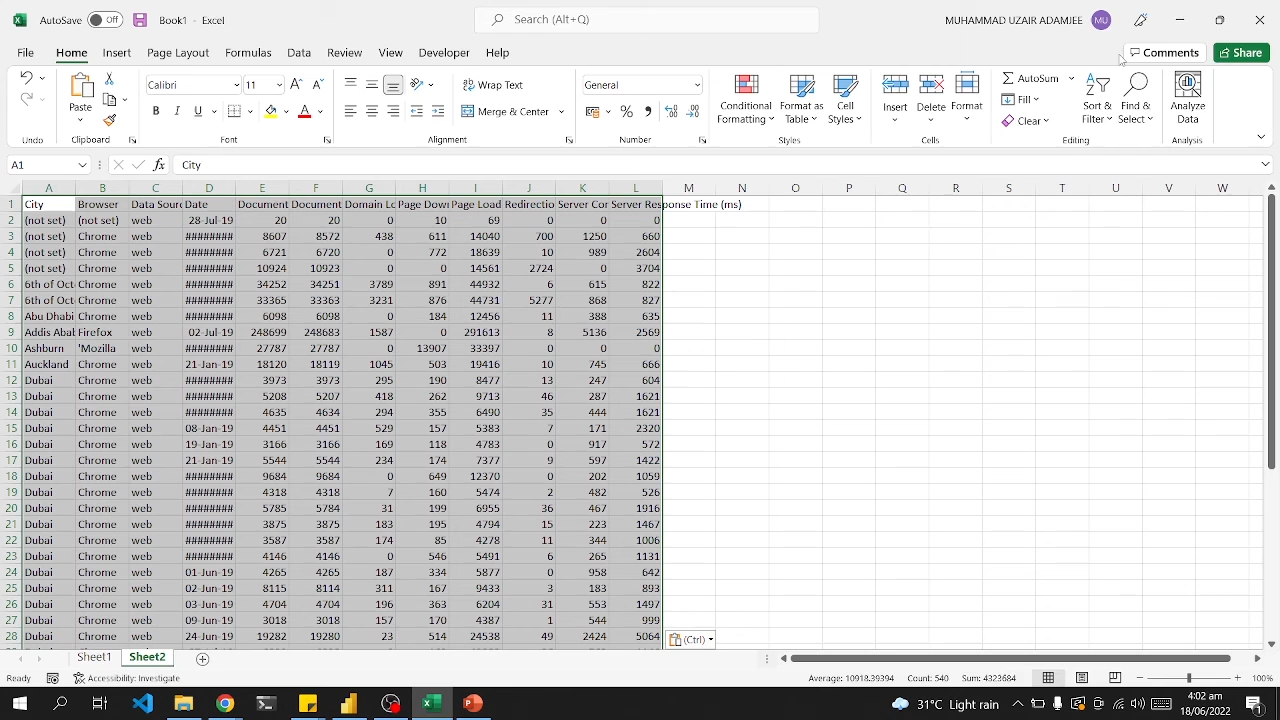 AutoSave Off Book1 - Excel Search (Alt+Q) MUHAMMAD UZAIR ADAMJEE MU
File Home Insert Page Layout Formulas Data Review View Developer Help Comments Share
Calibri 11 Wrap Text General AutoSum
Paste Merge & Center Conditional Formatting Format as Table Cell Styles Insert Delete Format Fill Sort & Filter Find & Select Analyze Data
Clear
Undo Clipboard Font Alignment Number Styles Cells Editing Analysis
A1 fx City
A B C D E F G H I J K L M N O P Q R S T U V W
1 City Browser Data Sourc Date Document Document Domain Lo Page Down Page Load Redirectio Server Con Server Response Time (ms)
2 (not set) (not set) web 28-Jul-19 20 20 0 10 69 0 0 0
3 (not set) Chrome web ######## 8607 8572 438 611 14040 700 1250 660
4 (not set) Chrome web ######## 6721 6720 0 772 18639 10 989 2604
5 (not set) Chrome web ######## 10924 10923 0 0 14561 2724 0 3704
6 6th of Oct Chrome web ######## 34252 34251 3789 891 44932 6 615 822
7 6th of Oct Chrome web ######## 33365 33363 3231 876 44731 5277 868 827
8 Abu Dhabi Chrome web ######## 6098 6098 0 184 12456 11 388 635
9 Addis Abal Firefox web 02-Jul-19 248699 248683 1587 0 291613 8 5136 2569
10 Ashburn 'Mozilla web ######## 27787 27787 0 13907 33397 0 0 0
11 Auckland Chrome web 21-Jan-19 18120 18119 1045 503 19416 10 745 666
12 Dubai Chrome web ######## 3973 3973 295 190 8477 13 247 604
13 Dubai Chrome web ######## 5208 5207 418 262 9713 46 287 1621
14 Dubai Chrome web ######## 4635 4634 294 355 6490 35 444 1621
15 Dubai Chrome web 08-Jan-19 4451 4451 529 157 5383 7 171 2320
16 Dubai Chrome web 19-Jan-19 3166 3166 169 118 4783 0 917 572
17 Dubai Chrome web 21-Jan-19 5544 5544 234 174 7377 9 597 1422
18 Dubai Chrome web ######## 9684 9684 0 649 12370 0 202 1059
19 Dubai Chrome web ######## 4318 4318 7 160 5474 2 482 526
20 Dubai Chrome web ######## 5785 5784 31 199 6955 36 467 1916
21 Dubai Chrome web ######## 3875 3875 183 195 4794 15 223 1467
22 Dubai Chrome web ######## 3587 3587 174 85 4278 11 344 1006
23 Dubai Chrome web ######## 4146 4146 0 546 5491 6 265 1131
24 Dubai Chrome web 01-Jun-19 4265 4265 187 334 5877 0 958 642
25 Dubai Chrome web 02-Jun-19 8115 8114 311 167 9433 3 183 893
26 Dubai Chrome web 03-Jun-19 4704 4704 196 363 6204 31 553 1497
27 Dubai Chrome web 09-Jun-19 3018 3018 157 170 4387 1 544 999
28 Dubai Chrome web 24-Jun-19 19282 19280 23 514 24538 49 2424 5064
(Ctrl)
Sheet1 Sheet2
Ready Accessibility: Investigate Average: 10918.39394 Count: 540 Sum: 4323684 100%
31°C Light rain 4:02 am
18/06/2022